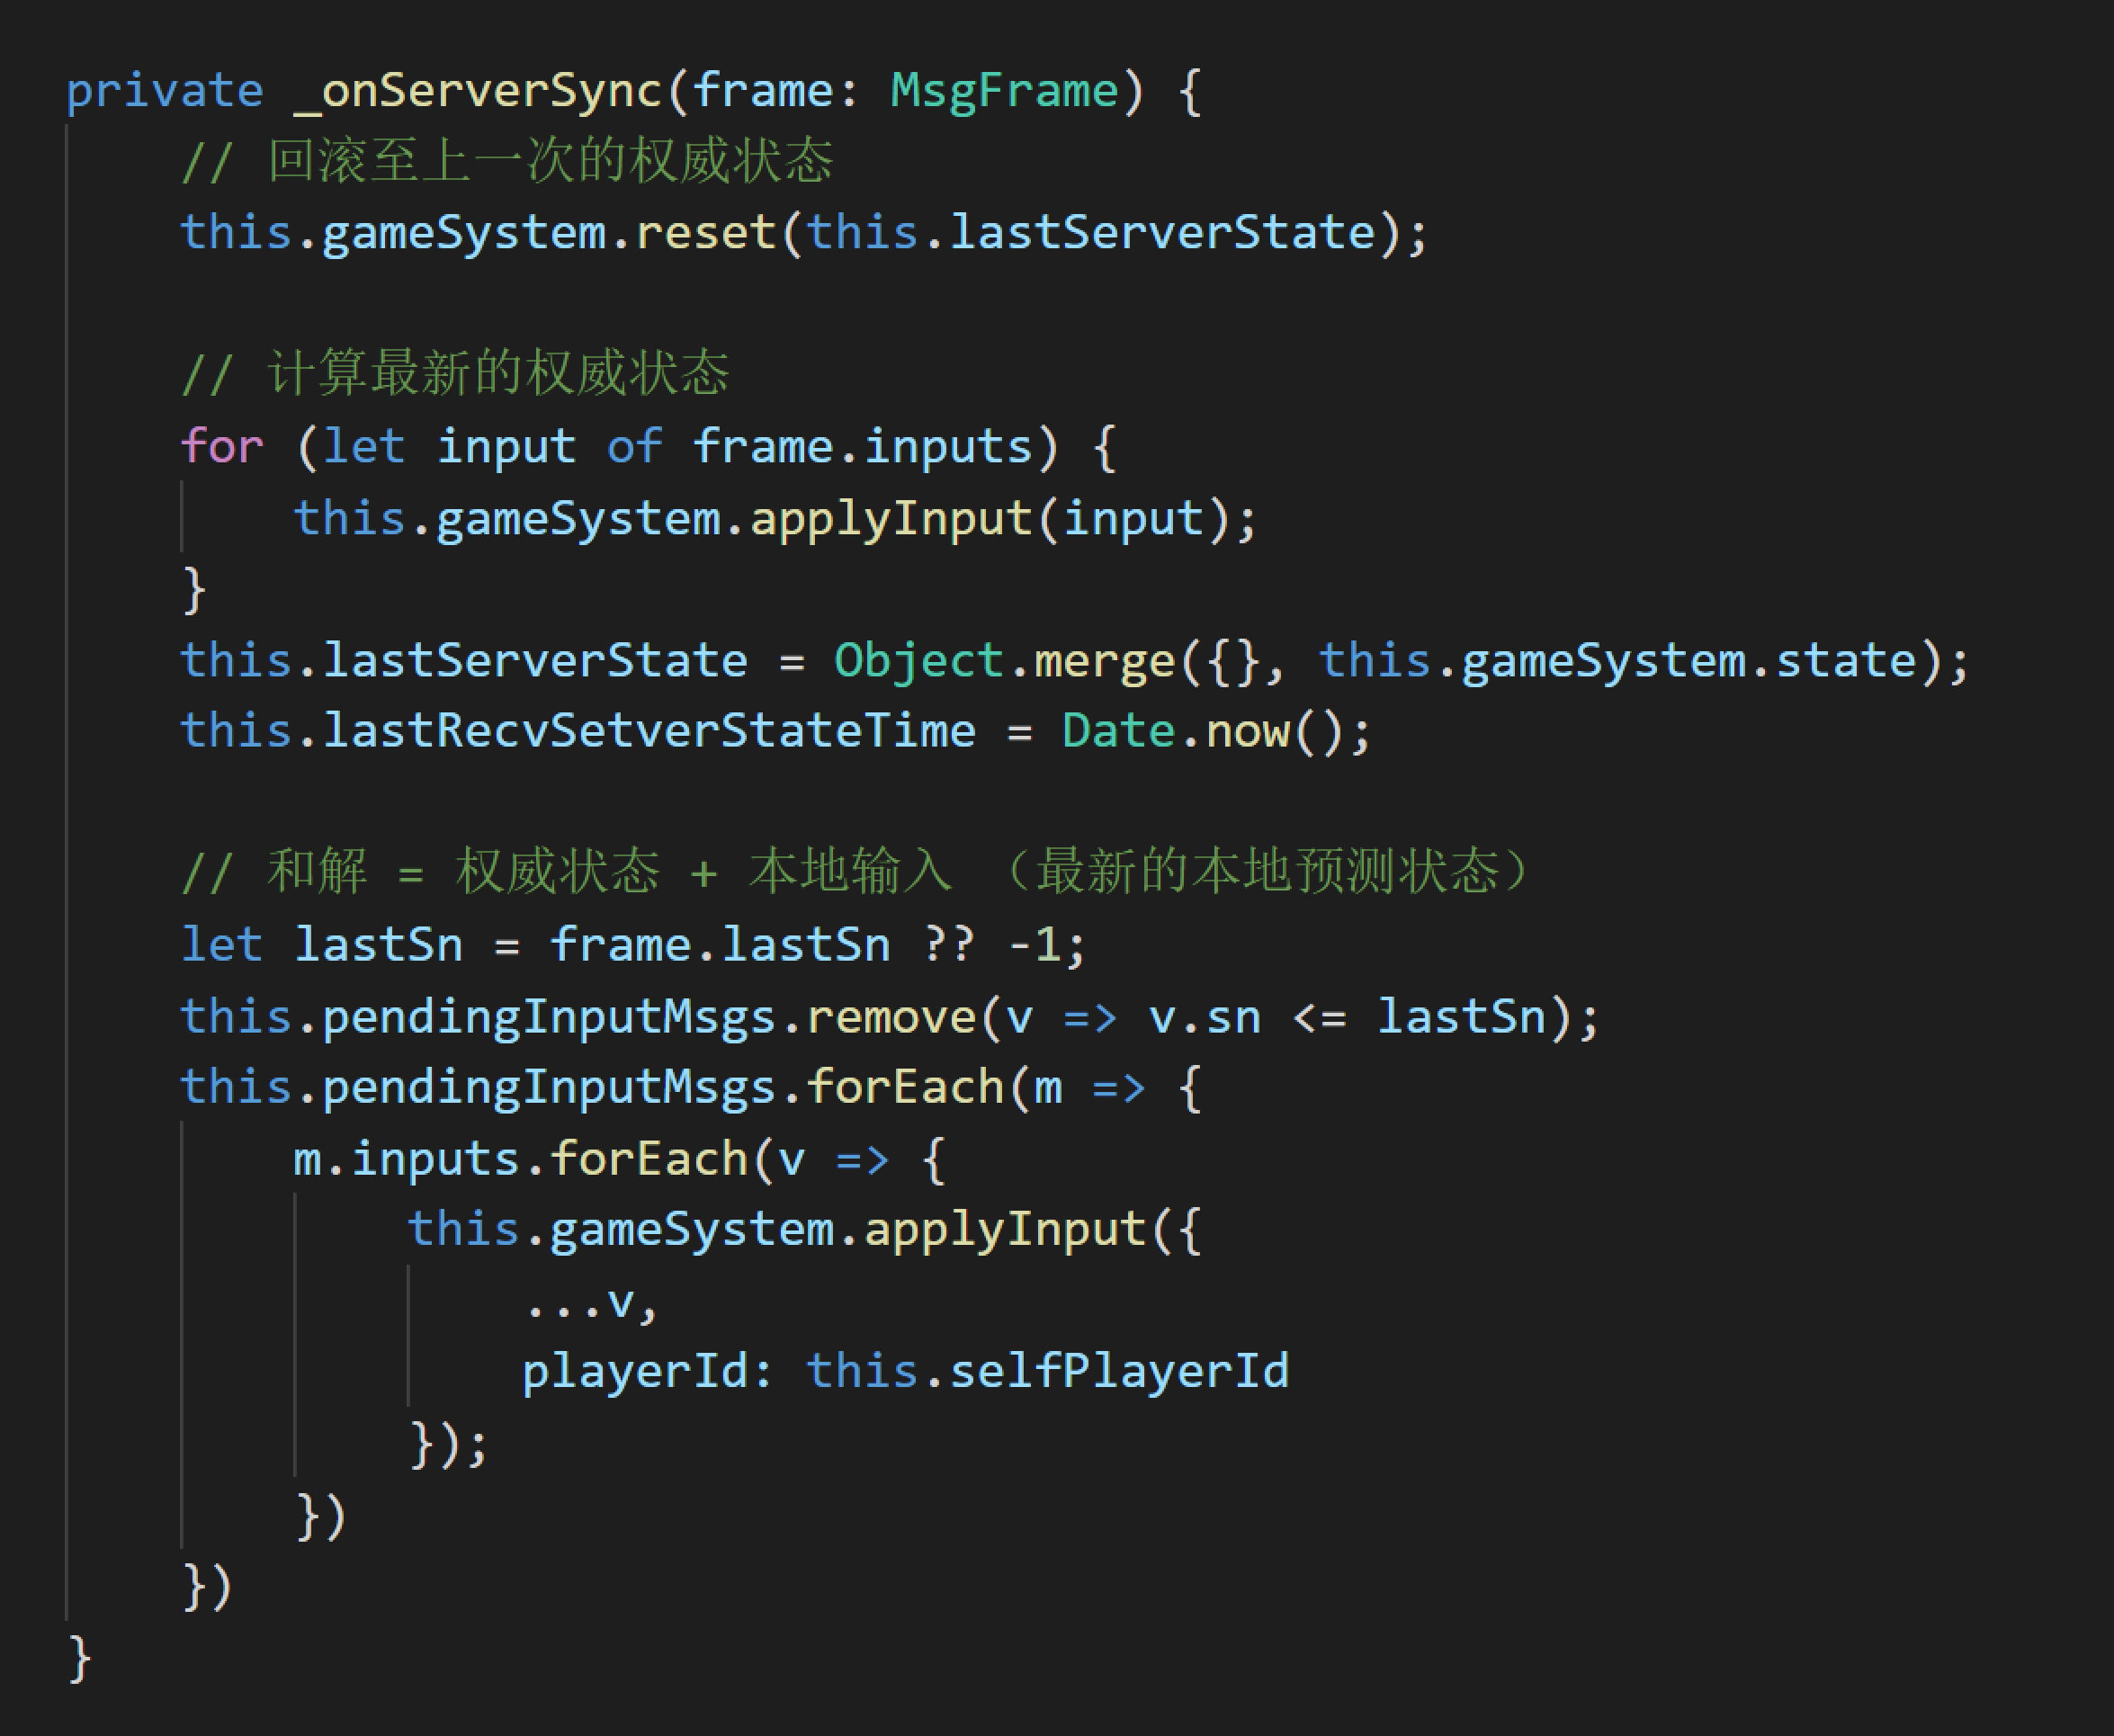 private _onServerSync(frame: MsgFrame) {
// 回滚至上一次的权威状态
this.gameSystem.reset(this.lastServerState);
// 计算最新的权威状态
for (let input of frame.inputs) {
this.gameSystem.applyInput(input);
}
this.lastServerState = Object.merge({}, this.gameSystem.state);
this.lastRecvSetverStateTime = Date.now();
// 和解 = 权威状态 + 本地输入 （最新的本地预测状态）
let lastSn = frame.lastSn ?? -1;
this.pendingInputMsgs.remove(v => v.sn <= lastSn);
this.pendingInputMsgs.forEach(m => {
m.inputs.forEach(v => {
this.gameSystem.applyInput({
...v,
playerId: this.selfPlayerId
});
})
})
}